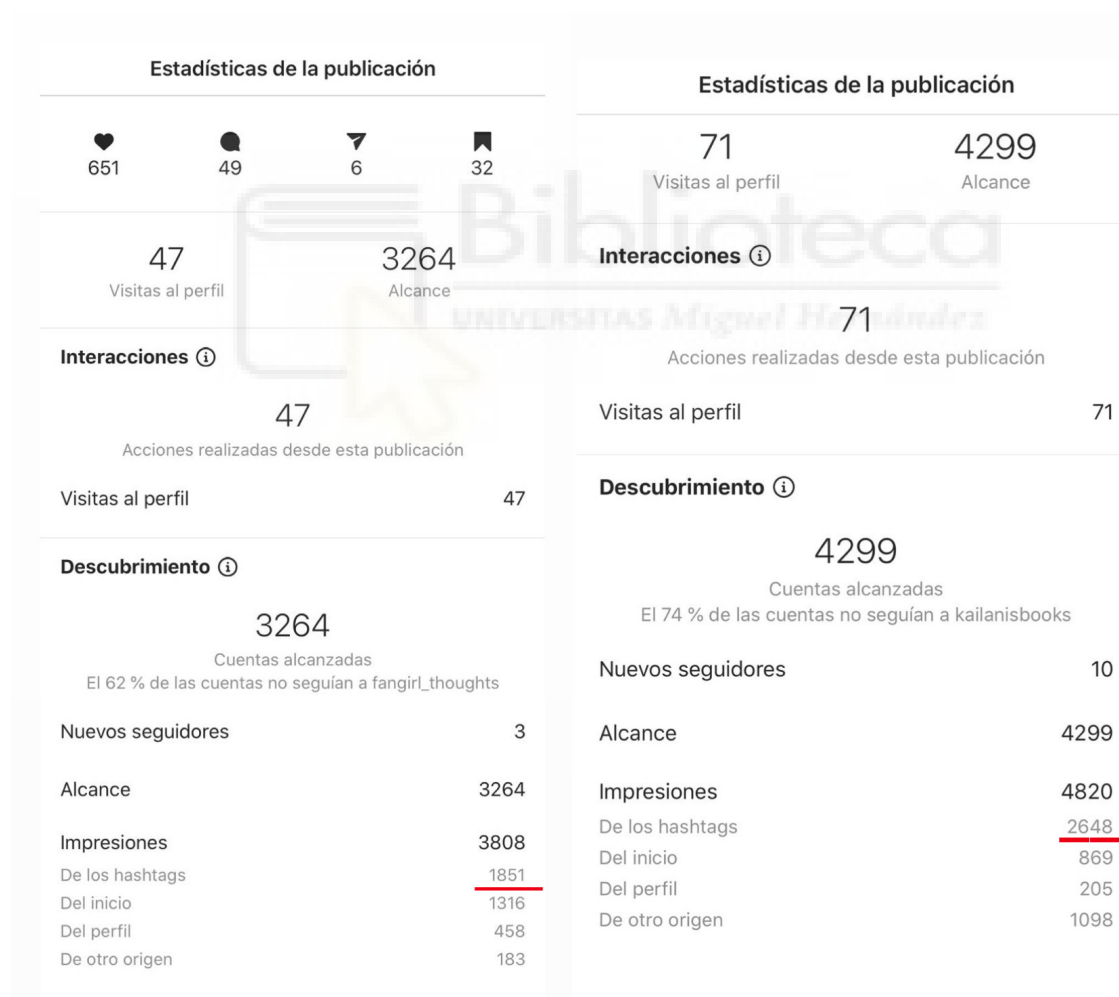 Estadísticas de la publicación
651 49 6 32
47 3264
Visitas al perfil Alcance
Interacciones
47
Acciones realizadas desde esta publicación
Visitas al perfil 47
Descubrimiento
3264
Cuentas alcanzadas
El 62 % de las cuentas no seguían a fangirl_thoughts
Nuevos seguidores 3
Alcance 3264
Impresiones 3808
De los hashtags 1851
Del inicio 1316
Del perfil 458
De otro origen 183
Estadísticas de la publicación
71 4299
Visitas al perfil Alcance
Interacciones
71
Acciones realizadas desde esta publicación
Visitas al perfil 71
Descubrimiento
4299
Cuentas alcanzadas
El 74 % de las cuentas no seguían a kailanisbooks
Nuevos seguidores 10
Alcance 4299
Impresiones 4820
De los hashtags 2648
Del inicio 869
Del perfil 205
De otro origen 1098
Biblioteca
UNIVERSITAS Miguel Hernández